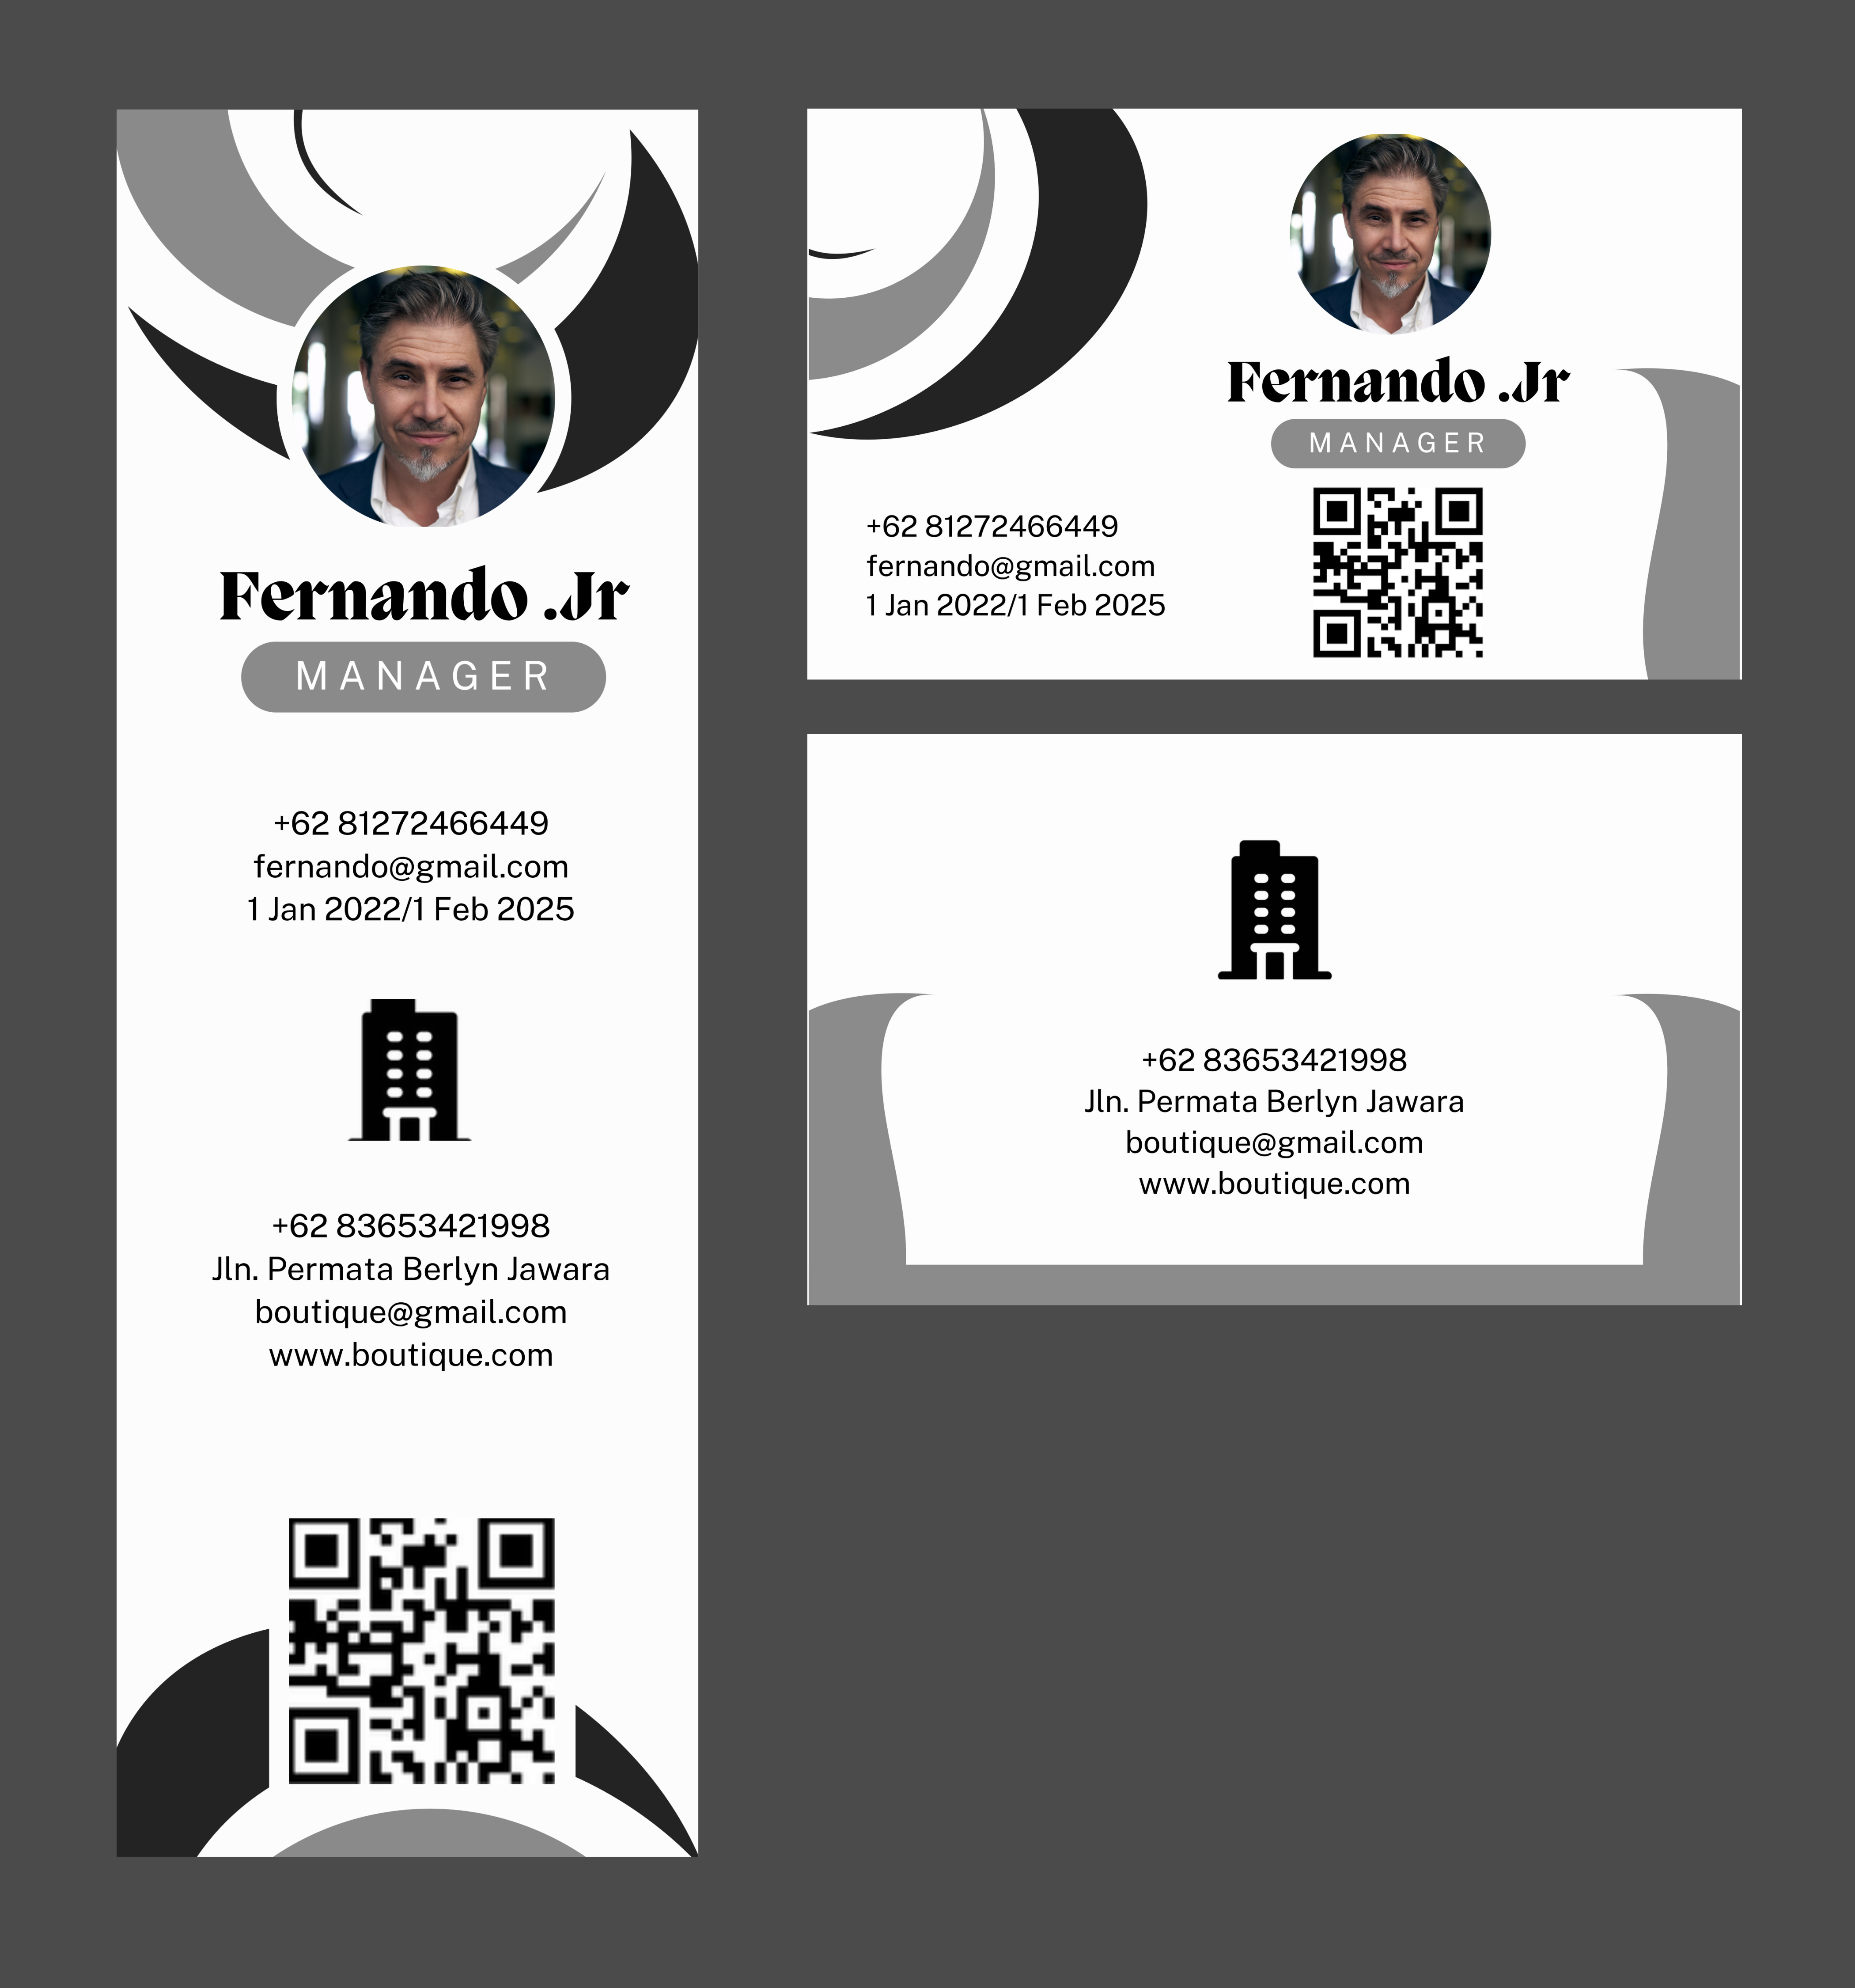 Fernando .Jr
MANAGER
+62 81272466449
fernando@gmail.com
1 Jan 2022/1 Feb 2025
+62 83653421998
Jln. Permata Berlyn Jawara
boutique@gmail.com
www.boutique.com
Fernando .Jr
MANAGER
+62 81272466449
fernando@gmail.com
1 Jan 2022/1 Feb 2025
+62 83653421998
Jln. Permata Berlyn Jawara
boutique@gmail.com
www.boutique.com